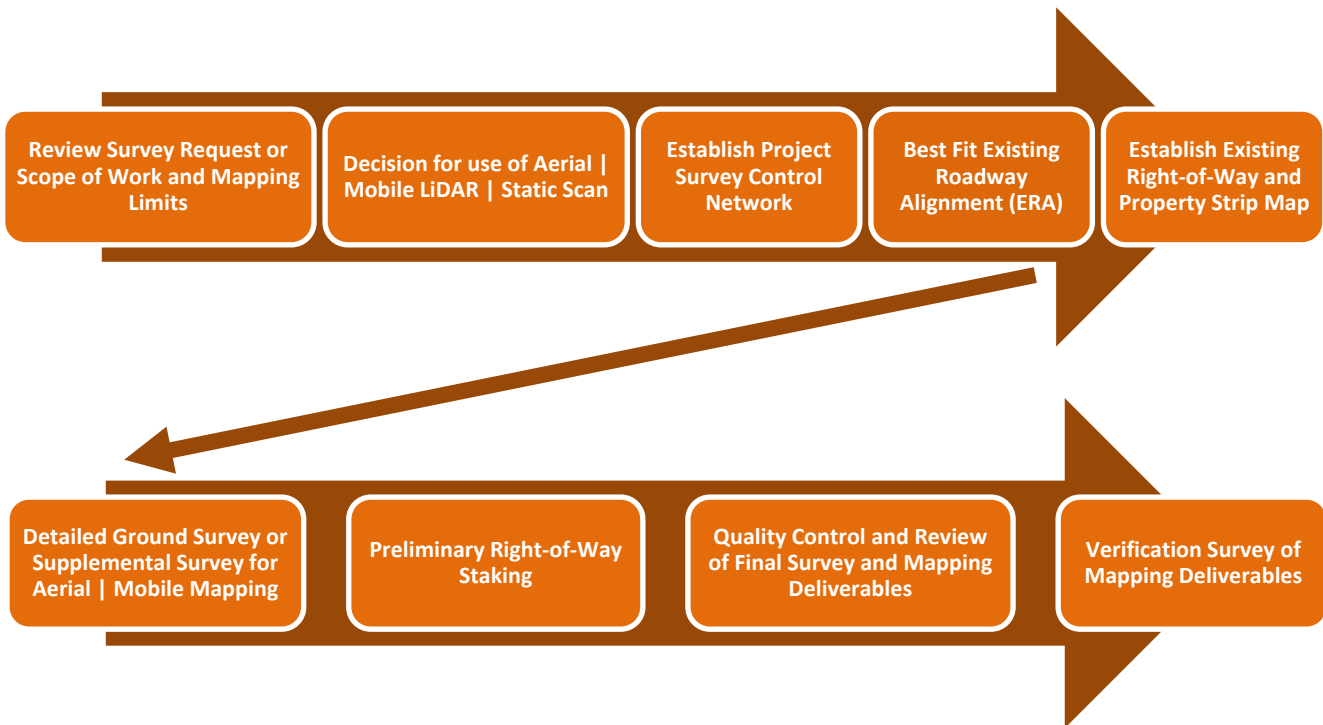 Review Survey Request or
Scope of Work and Mapping
Limits
Decision for use of Aerial |
Mobile LiDAR | Static Scan
Establish Project
Survey Control
Network
Best Fit Existing
Roadway
Alignment (ERA)
Establish Existing
Right-of-Way and
Property Strip Map
Detailed Ground Survey or
Supplemental Survey for
Aerial | Mobile Mapping
Preliminary Right-of-Way
Staking
Quality Control and Review
of Final Survey and Mapping
Deliverables
Verification Survey of
Mapping Deliverables